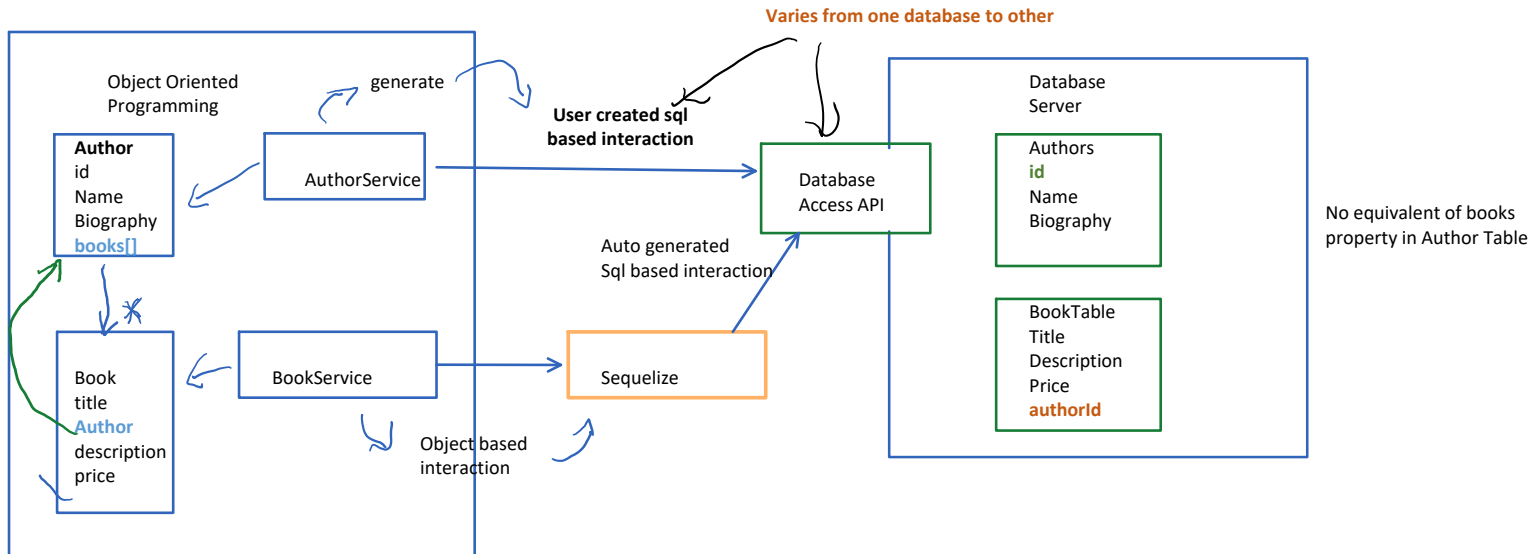 Varies from one database to other
Object Oriented
Programming
generate
User created sql
based interaction
Database
Server
Author
id
Name
Biography
books[]
AuthorService
Database
Access API
Authors
id
Name
Biography
No equivalent of books
property in Author Table
Auto generated
Sql based interaction
*
Book
title
Author
description
price
BookService
Sequelize
Object based
interaction
BookTable
Title
Description
Price
authorId